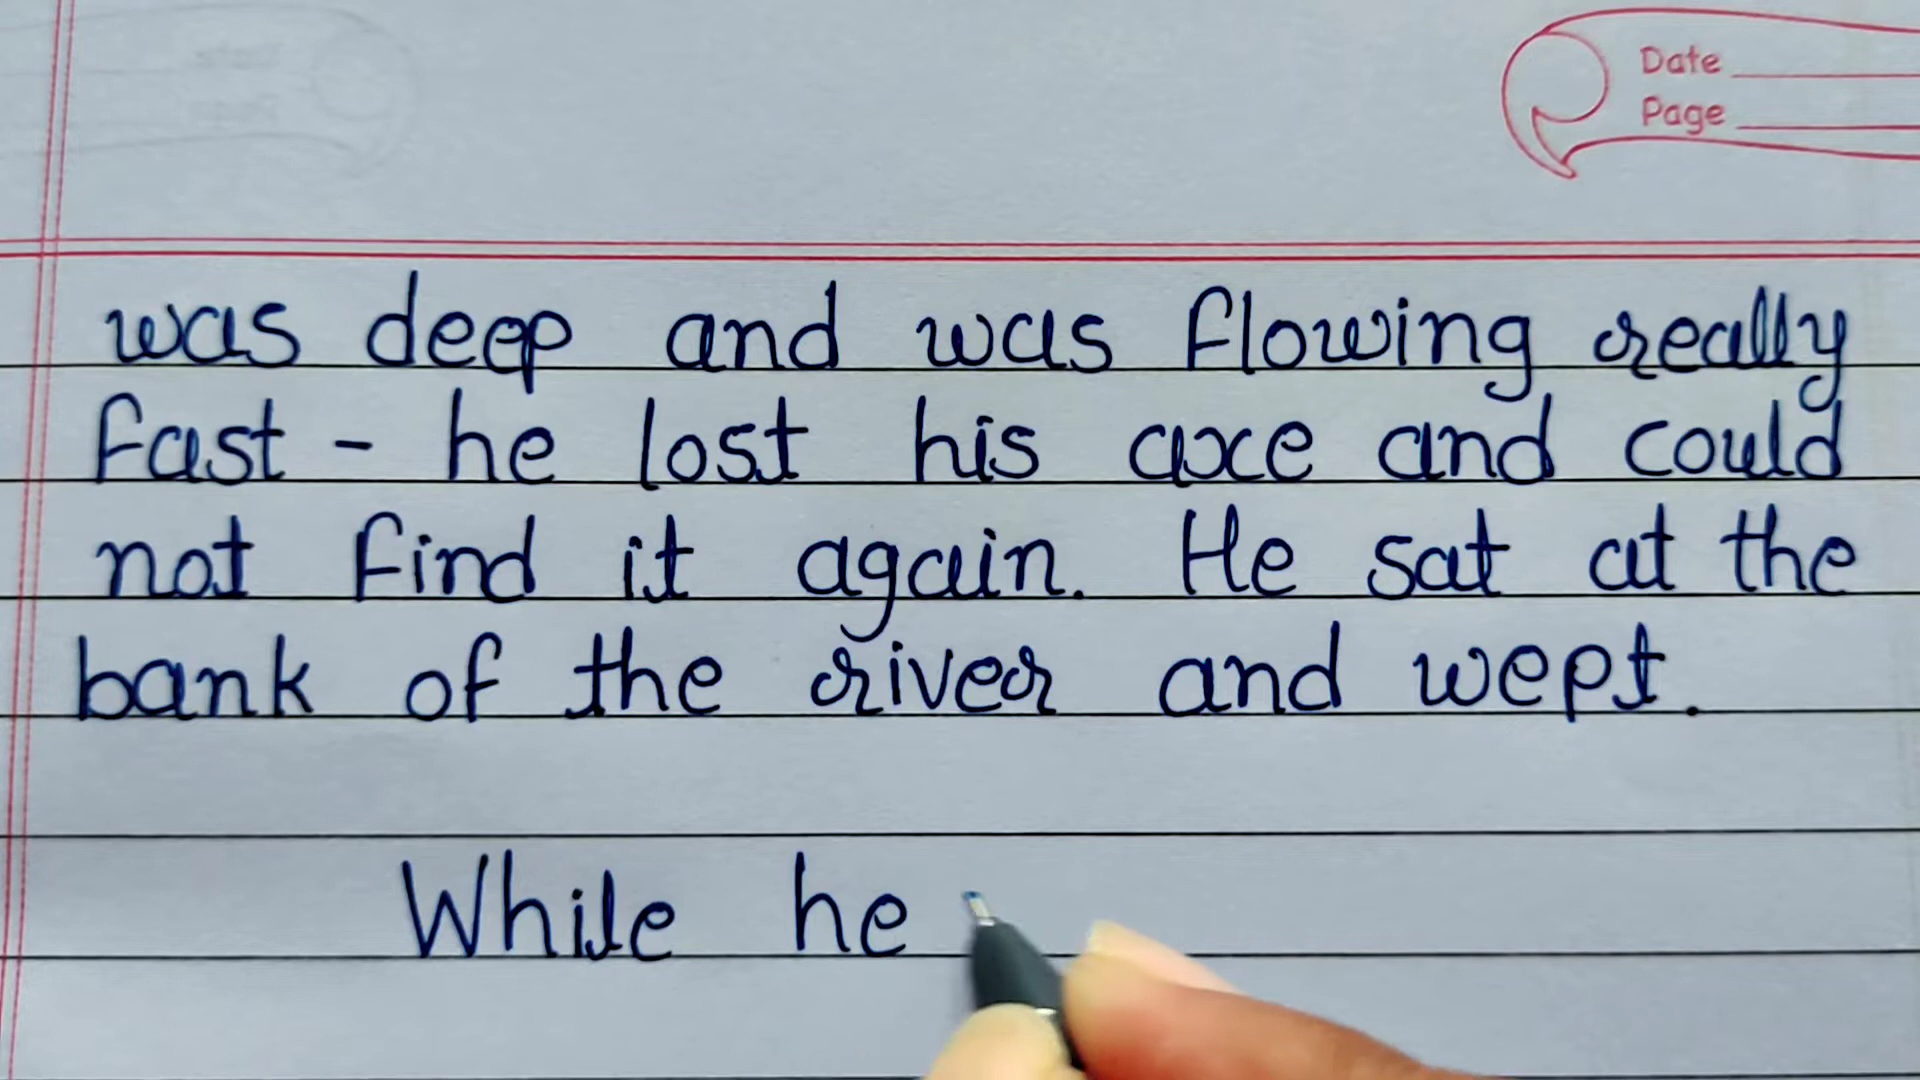 Date
Page
was deep and was flowing really
fast - he lost his axe and could
not find it again. He sat at the
bank of the river and wept.
While he